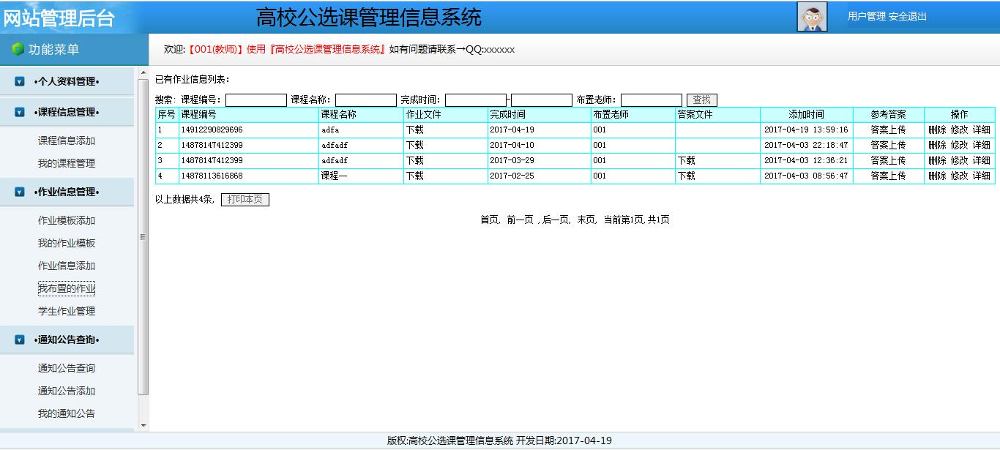 网站管理后台
高校公选课管理信息系统
用户管理 安全退出
功能菜单
欢迎:【001(教师)】使用『高校公选课管理信息系统』如有问题请联系→QQ:xxxxxx
•个人资料管理•
•课程信息管理•
课程信息添加
我的课程管理
•作业信息管理•
作业模板添加
我的作业模板
作业信息添加
我布置的作业
学生作业管理
•通知公告查询•
通知公告查询
通知公告添加
我的通知公告
已有作业信息列表:
搜索: 课程编号: 课程名称: 完成时间: - 布置老师: 查找
序号 课程编号 课程名称 作业文件 完成时间 布置老师 答案文件 添加时间 参考答案 操作
1 14912290829696 adfa 下载 2017-04-19 001 2017-04-19 13:59:16 答案上传 删除 修改 详细
2 14878147412399 adfadf 下载 2017-04-10 001 2017-04-03 22:18:47 答案上传 删除 修改 详细
3 14878147412399 adfadf 下载 2017-03-29 001 下载 2017-04-03 12:36:21 答案上传 删除 修改 详细
4 14878113616868 课程一 下载 2017-02-25 001 下载 2017-04-03 08:56:47 答案上传 删除 修改 详细
以上数据共4条, 打印本页
首页, 前一页 ,后一页, 末页, 当前第1页,共1页
版权:高校公选课管理信息系统 开发日期:2017-04-19